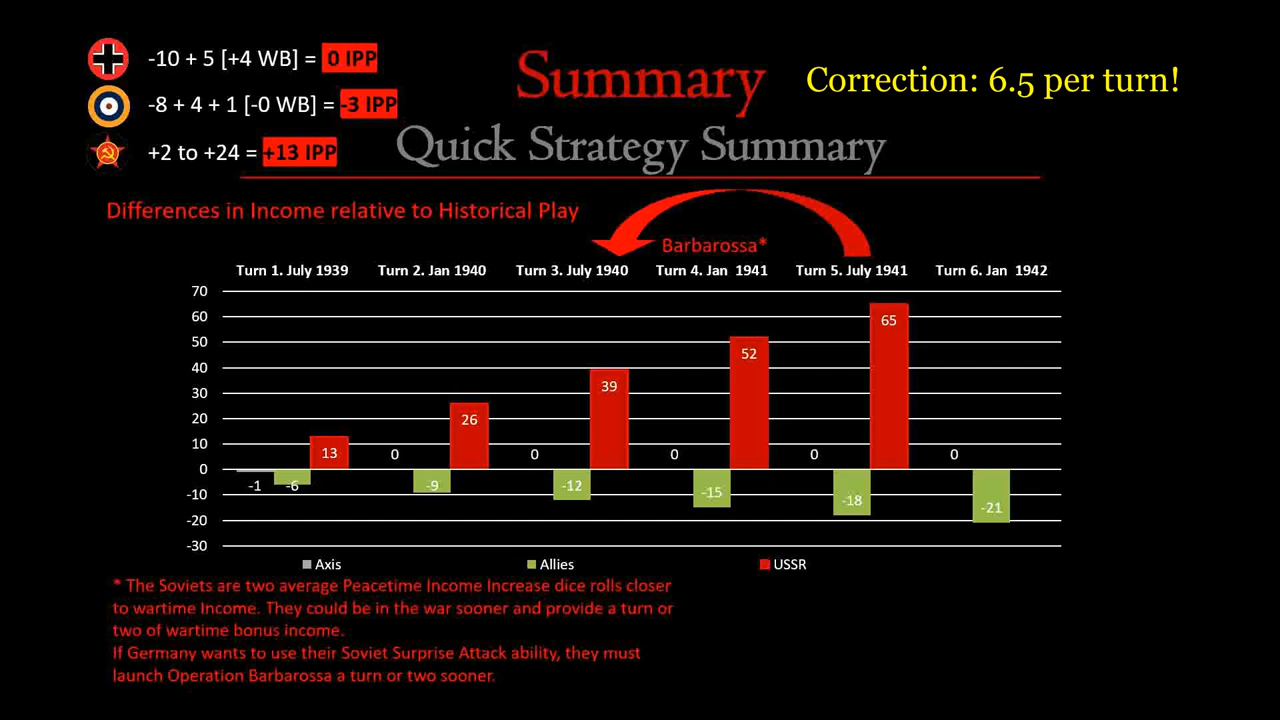 -10 + 5 [+4 WB] = 0 IPP
-8 + 4 + 1 [-0 WB] = -3 IPP
+2 to +24 = +13 IPP
Summary
Correction: 6.5 per turn!
Quick Strategy Summary
Differences in Income relative to Historical Play
Barbarossa*
Turn 1. July 1939 Turn 2. Jan 1940 Turn 3. July 1940 Turn 4. Jan 1941 Turn 5. July 1941 Turn 6. Jan 1942
70
60
50
40
30
20
10
0
-10
-20
-30
-1 -6 13
0 -9 26
0 -12 39
0 -15 52
0 -18 65
0 -21
Axis Allies USSR
* The Soviets are two average Peacetime Income Increase dice rolls closer
to wartime Income. They could be in the war sooner and provide a turn or
two of wartime bonus income.
If Germany wants to use their Soviet Surprise Attack ability, they must
launch Operation Barbarossa a turn or two sooner.